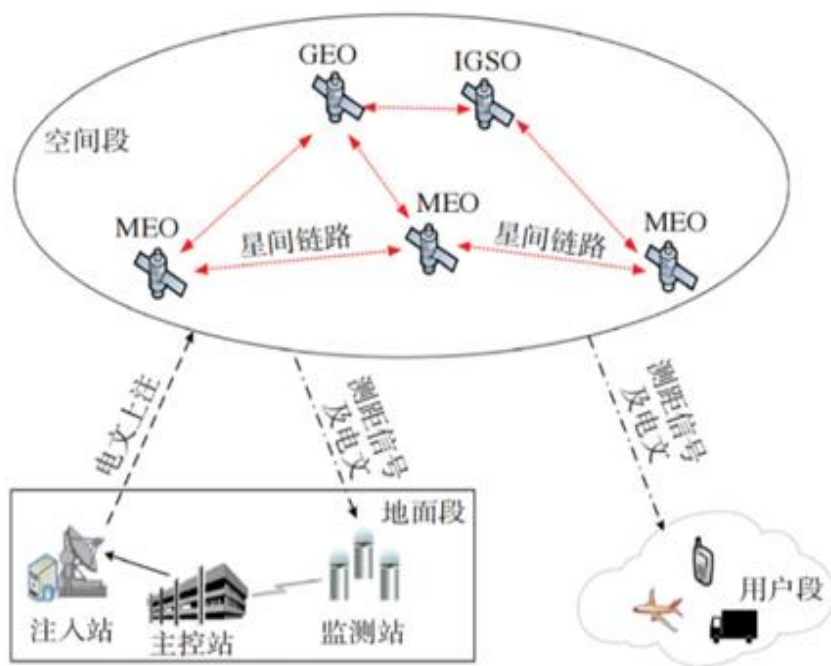 GEO
IGSO
空间段
MEO
MEO
MEO
星间链路
星间链路
电文上注
测距信号
及电文
测距信号
及电文
地面段
注入站
主控站
监测站
用户段